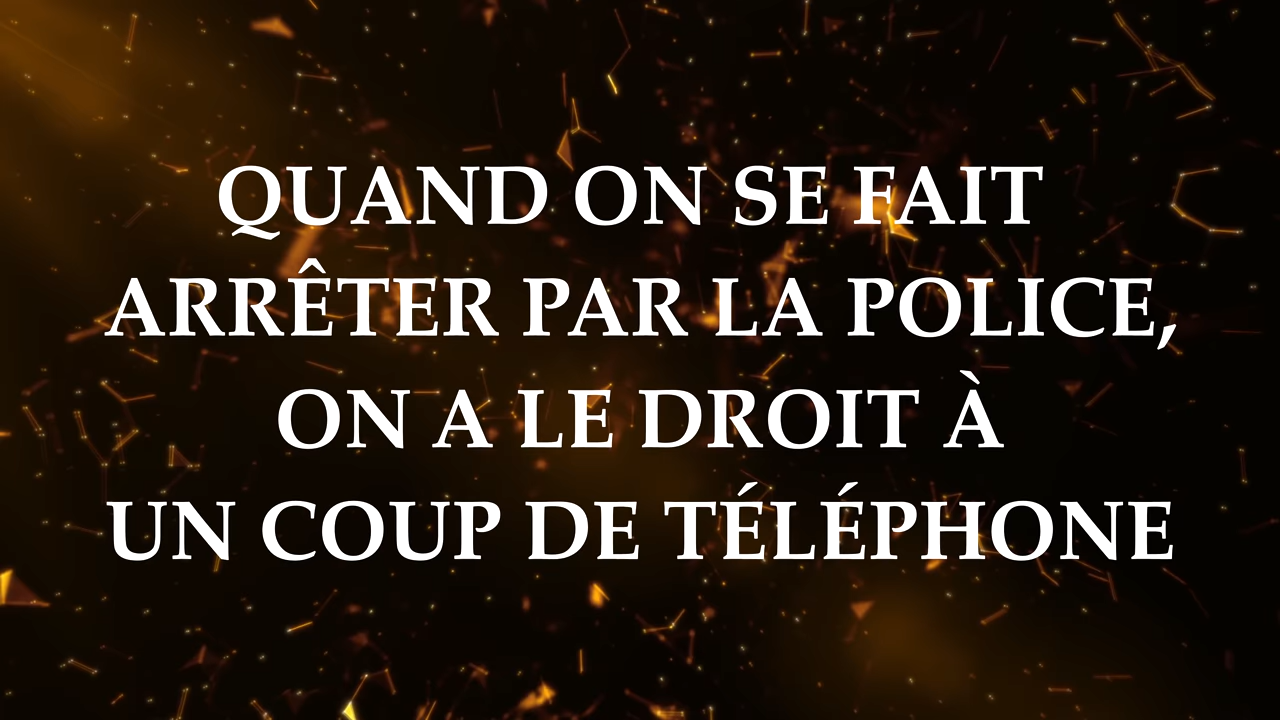 QUAND ON SE FAIT
ARRÊTER PAR LA POLICE,
ON A LE DROIT À
UN COUP DE TÉLÉPHONE